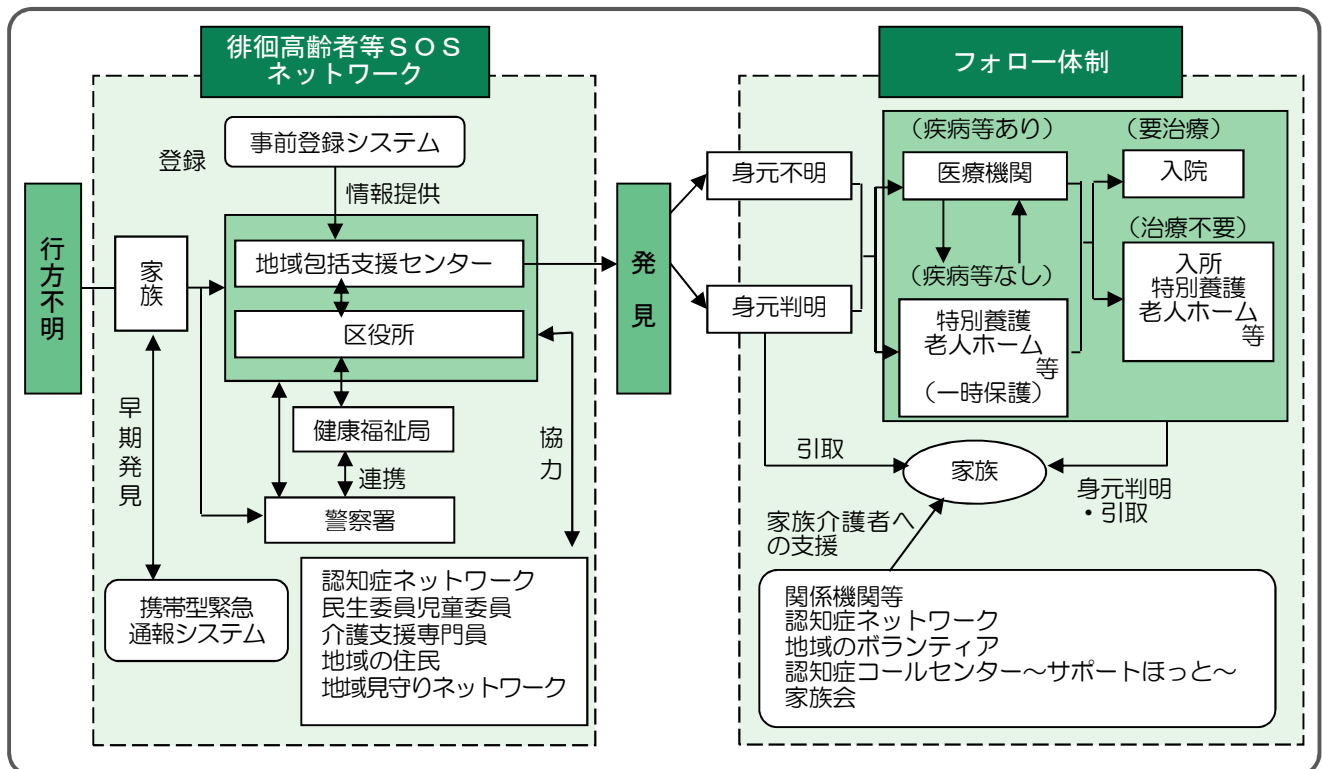 徘徊高齢者等ＳＯＳ
ネットワーク
フォロー体制
事前登録システム
登録
情報提供
行方不明
家族
地域包括支援センター
区役所
健康福祉局
連携
警察署
早期発見
協力
携帯型緊急
通報システム
認知症ネットワーク
民生委員児童委員
介護支援専門員
地域の住民
地域見守りネットワーク
発見
身元不明
身元判明
（疾病等あり）
医療機関
（疾病等なし）
特別養護
老人ホーム
等
（一時保護）
（要治療）
入院
（治療不要）
入所
特別養護
老人ホーム
等
引取
家族
身元判明
・引取
家族介護者へ
の支援
関係機関等
認知症ネットワーク
地域のボランティア
認知症コールセンター～サポートほっと～
家族会